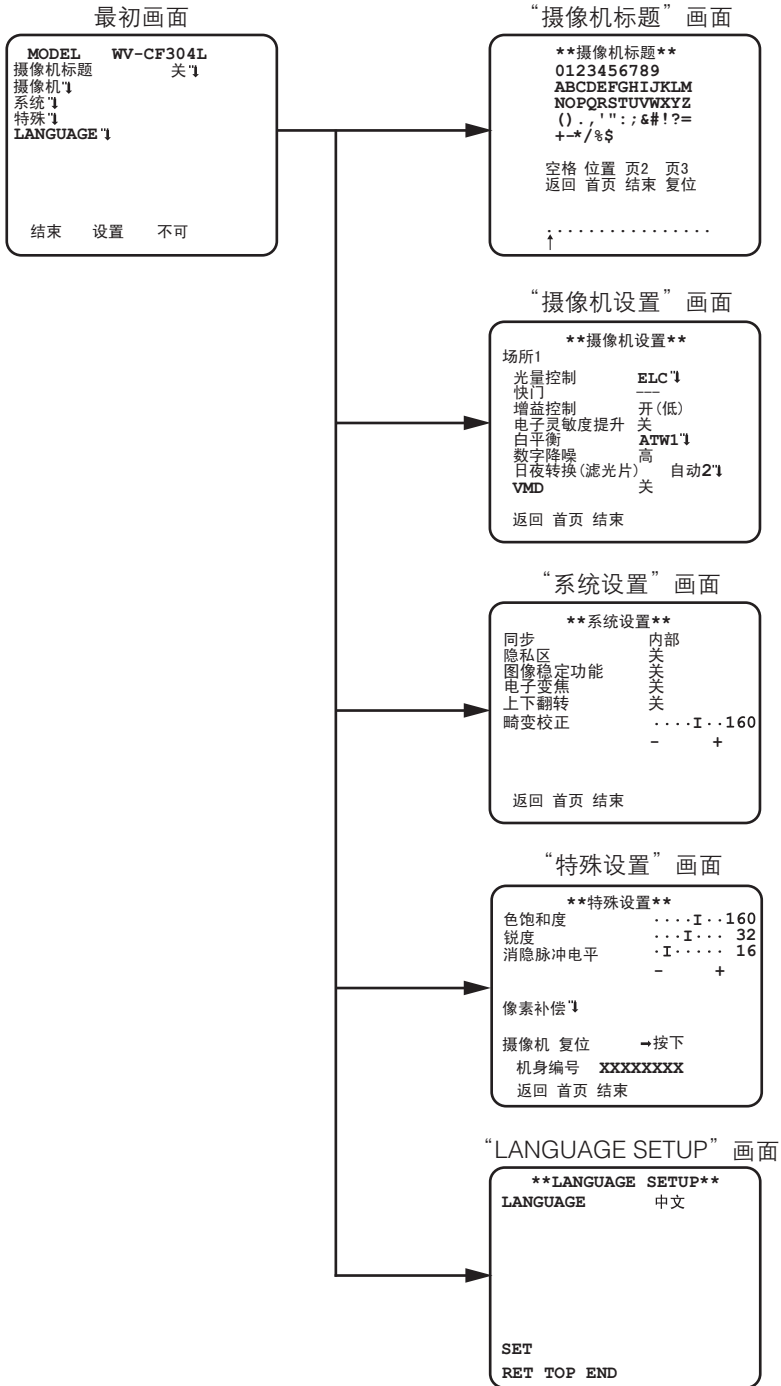 最初画面
MODEL WV-CF304L
摄像机标题 关
摄像机
系统
特殊
LANGUAGE
结束 设置 不可
“摄像机标题”画面
**摄像机标题**
0123456789
ABCDEFGHIJKLM
NOPQRSTUVWXYZ
().,'":;&#!?=
+-*/%$
空格 位置 页2 页3
返回 首页 结束 复位
................
↑
“摄像机设置”画面
**摄像机设置**
场所1
光量控制 ELC
快门 ---
增益控制 开(低)
电子灵敏度提升 关
白平衡 ATW1
数字降噪 高
日夜转换(滤光片) 自动2
VMD 关
返回 首页 结束
“系统设置”画面
**系统设置**
同步 内部
隐私区 关
图像稳定功能 关
电子变焦 关
上下翻转 关
畸变校正 ····I··160
- +
返回 首页 结束
“特殊设置”画面
**特殊设置**
色饱和度 ····I··160
锐度 ···I··· 32
消隐脉冲电平 ·I····· 16
- +
像素补偿
摄像机 复位 →按下
机身编号 XXXXXXXX
返回 首页 结束
“LANGUAGE SETUP”画面
**LANGUAGE SETUP**
LANGUAGE 中文
SET
RET TOP END